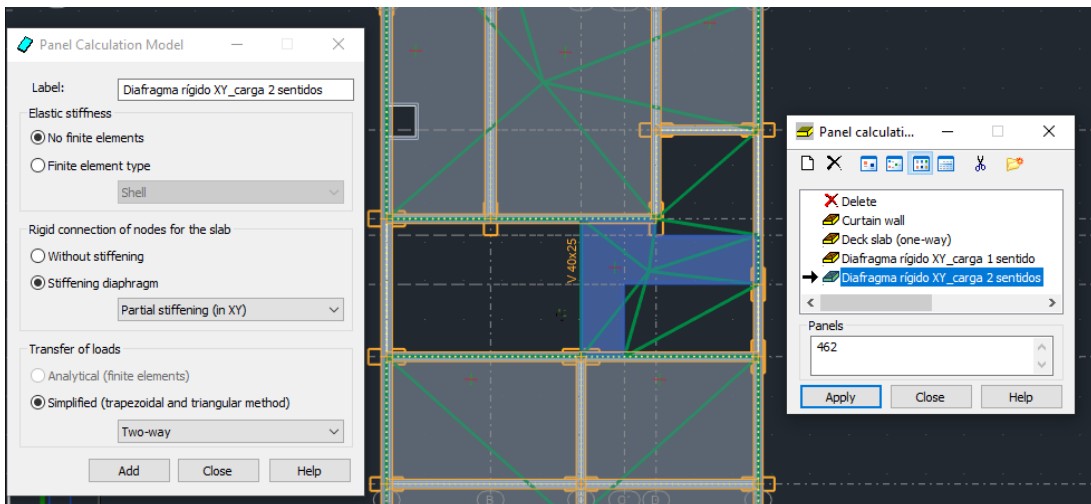 Panel Calculation Model
Label:
Diafragma rígido XY_carga 2 sentidos
Elastic stiffness
No finite elements
Finite element type
Shell
Rigid connection of nodes for the slab
Without stiffening
Stiffening diaphragm
Partial stiffening (in XY)
Transfer of loads
Analytical (finite elements)
Simplified (trapezoidal and triangular method)
Two-way
Add
Close
Help
V 40x25
B
C
D
Panel calculati...
Delete
Curtain wall
Deck slab (one-way)
Diafragma rígido XY_carga 1 sentido
Diafragma rígido XY_carga 2 sentidos
Panels
462
Apply
Close
Help